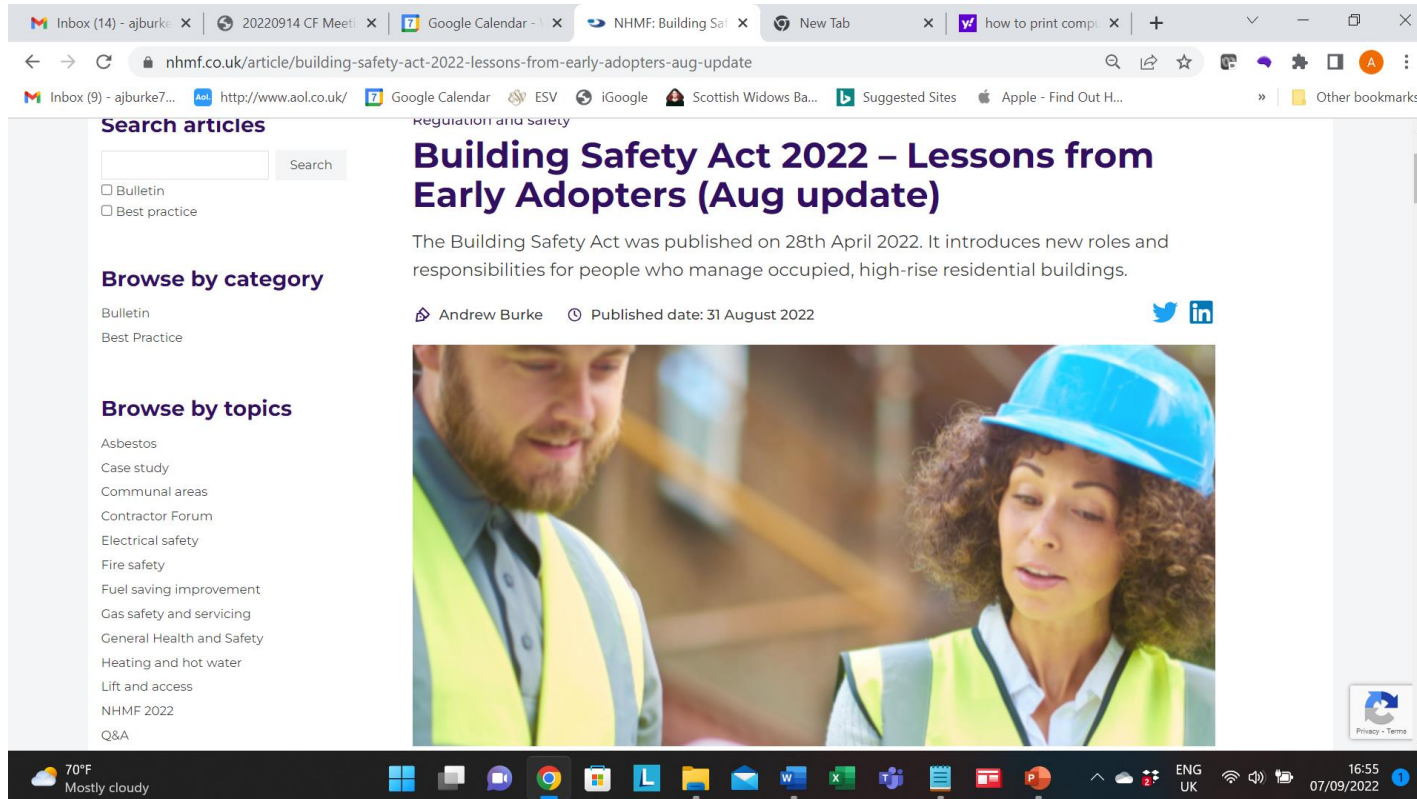 Inbox (14) - ajburke
20220914 CF Meeti
Google Calendar -
NHMF: Building Saf
New Tab
how to print compu
nhmf.co.uk/article/building-safety-act-2022-lessons-from-early-adopters-aug-update
A
Inbox (9) - ajburke7...
Aol.
http://www.aol.co.uk/
7
Google Calendar
ESV
iGoogle
Scottish Widows Ba...
Suggested Sites
Apple - Find Out H...
»
Other bookmarks
Search articles
Search
Bulletin
Best practice
Browse by category
Bulletin
Best Practice
Browse by topics
Asbestos
Case study
Communal areas
Contractor Forum
Electrical safety
Fire safety
Fuel saving improvement
Gas safety and servicing
General Health and Safety
Heating and hot water
Lift and access
NHMF 2022
Q&A
Regulation and safety
Building Safety Act 2022 – Lessons from
Early Adopters (Aug update)
The Building Safety Act was published on 28th April 2022. It introduces new roles and
responsibilities for people who manage occupied, high-rise residential buildings.
Andrew Burke
Published date: 31 August 2022
in
Privacy - Terms
70°F
Mostly cloudy
ENG
UK
16:55
07/09/2022
1